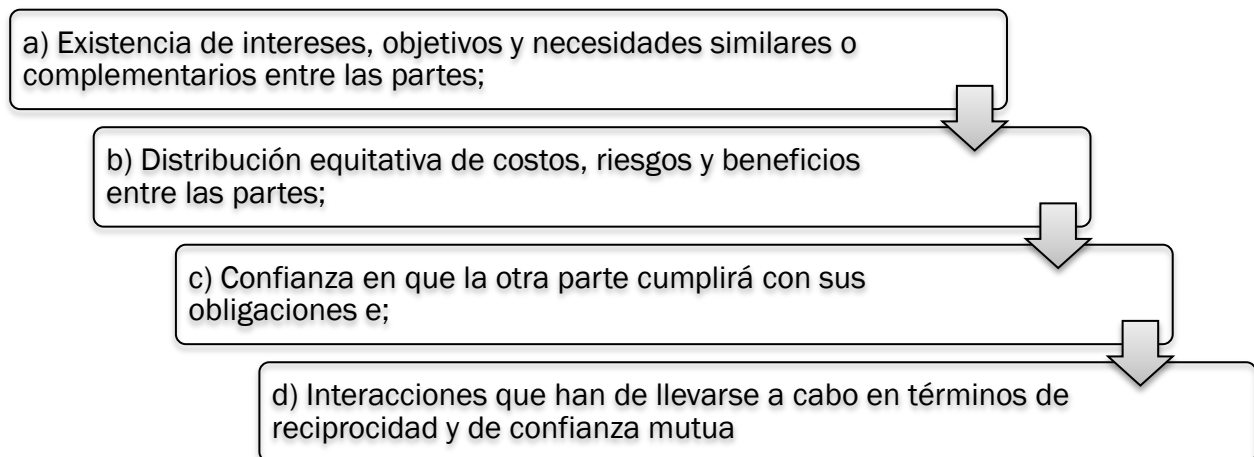 a) Existencia de intereses, objetivos y necesidades similares o
complementarios entre las partes;
b) Distribución equitativa de costos, riesgos y beneficios
entre las partes;
c) Confianza en que la otra parte cumplirá con sus
obligaciones e;
d) Interacciones que han de llevarse a cabo en términos de
reciprocidad y de confianza mutua